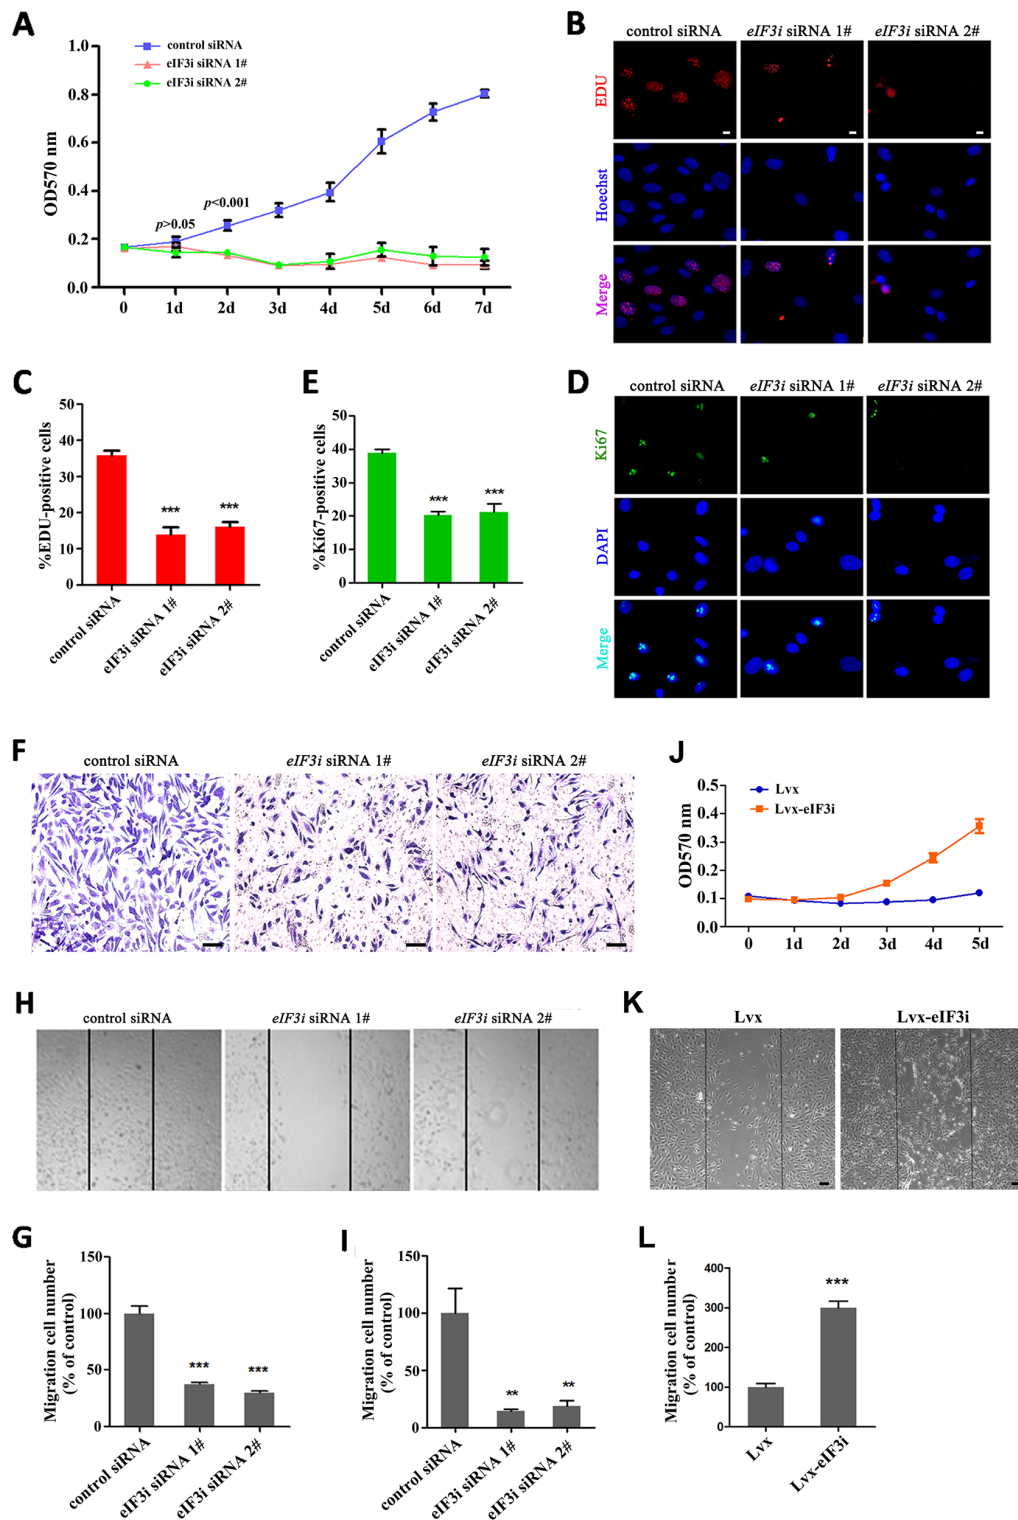 A
control siRNA
eIF3i siRNA 1#
eIF3i siRNA 2#
OD570 nm
1.0
0.8
0.6
0.4
0.2
0.0
p>0.05
p<0.001
0 1d 2d 3d 4d 5d 6d 7d
B
control siRNA eIF3i siRNA 1# eIF3i siRNA 2#
EDU
Hoechst
Merge
C
%EDU-positive cells
50
40
30
20
10
0
*** ***
control siRNA
eIF3i siRNA 1#
eIF3i siRNA 2#
E
%Ki67-positive cells
50
40
30
20
10
0
*** ***
control siRNA
eIF3i siRNA 1#
eIF3i siRNA 2#
D
control siRNA eIF3i siRNA 1# eIF3i siRNA 2#
Ki67
DAPI
Merge
F
control siRNA eIF3i siRNA 1# eIF3i siRNA 2#
J
Lvx
Lvx-eIF3i
OD570 nm
0.5
0.4
0.3
0.2
0.1
0.0
0 1d 2d 3d 4d 5d
H
control siRNA eIF3i siRNA 1# eIF3i siRNA 2#
K
Lvx Lvx-eIF3i
G
Migration cell number
(% of control)
150
100
50
0
*** ***
control siRNA
eIF3i siRNA 1#
eIF3i siRNA 2#
I
Migration cell number
(% of control)
150
100
50
0
** **
control siRNA
eIF3i siRNA 1#
eIF3i siRNA 2#
L
Migration cell number
(% of control)
400
300
200
100
0
***
Lvx
Lvx-eIF3i